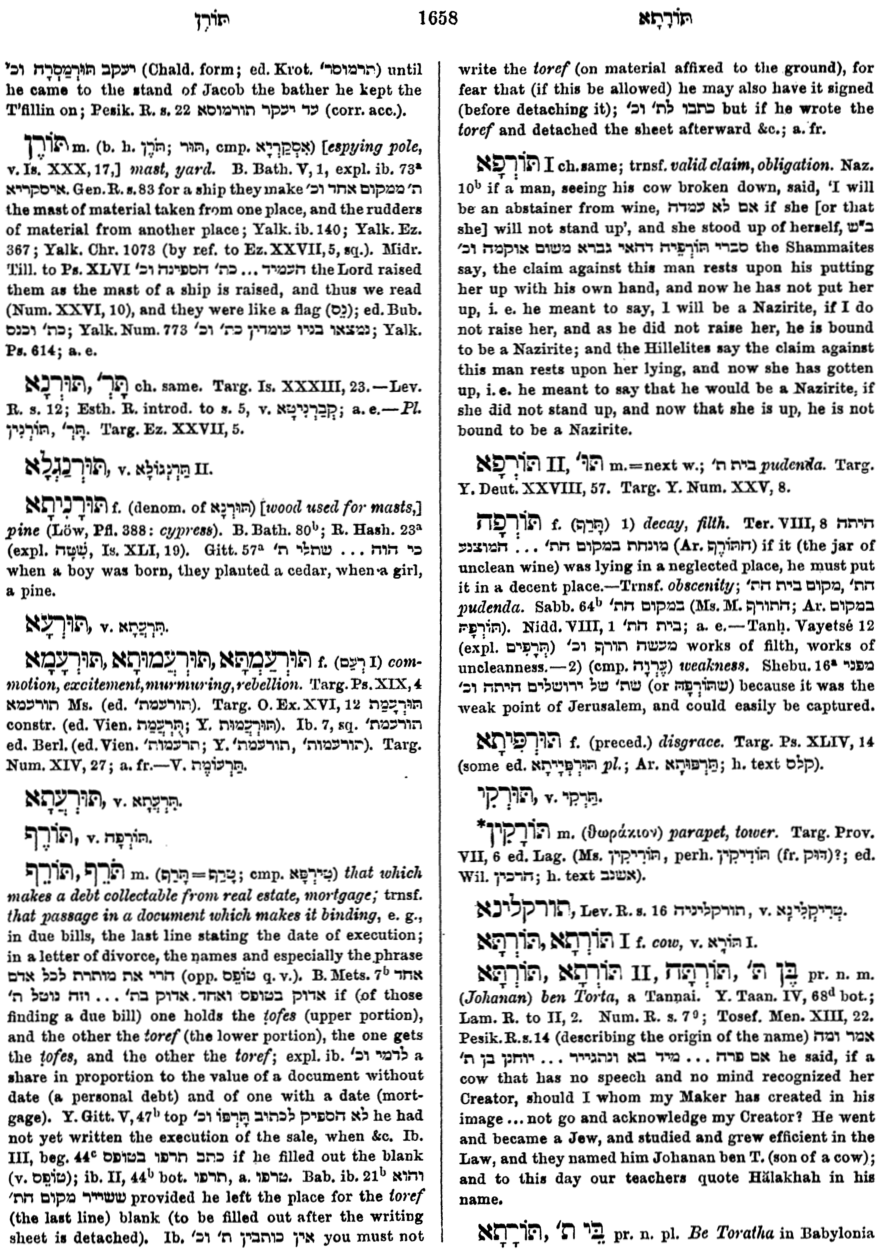 תּוֹרֶן 1658 תּוֹרָתָא
יעקב תּוּרְמַסְרָה וכ׳ (Chald. form; ed. Krot. תרמוסר׳) until
he came to the stand of Jacob the bather he kept the
T'fillin on; Pesik. R. s. 22 עד יעקר תורמוסא (corr. acc.).
תּוֹרֶן m. (b. h. תֹּרֶן; תּוּר, cmp. אִסְקַרְיָא) [espying pole,
v. Is. XXX, 17,] mast, yard. B. Bath. V, 1, expl. ib. 73ᵃ
איסקריא. Gen. R. s. 83 for a ship they make ת׳ ממקום אחד וכ׳
the mast of material taken from one place, and the rudders
of material from another place; Yalk. ib. 140; Yalk. Ez.
367; Yalk. Chr. 1073 (by ref. to Ez. XXVII, 5, sq.). Midr.
Till. to Ps. XLVI העמיד ... כת׳ הספינה וכ׳ the Lord raised
them as the mast of a ship is raised, and thus we read
(Num. XXVI, 10), and they were like a flag (נֵס); ed. Bub.
כת׳ וכנס; Yalk. Num. 773 נמצאו בניו עומדין כת׳ וכ׳; Yalk.
Ps. 614; a. e.
תּוּרְנָא, תָּר׳ ch. same. Targ. Is. XXXIII, 23.—Lev.
R. s. 12; Esth. R. introd. to s. 5, v. קְבַרְנִיטָא; a. e.—Pl.
תּוּרְנִין, תָּר׳. Targ. Ez. XXVII, 5.
תּוּרְנַגְלָא, v. תַּרְנְגוֹלָא II.
תּוּרְנִיתָא f. (denom. of תּוּרְנָא) [wood used for masts,]
pine (Löw, Pfl. 388: cypress). B. Bath. 80ᵇ; R. Hash. 23ᵃ
(expl. שִׁטָּה, Is. XLI, 19). Gitt. 57ᵃ כי הוה ... שתלי ת׳
when a boy was born, they planted a cedar, when a girl,
a pine.
תּוּרְעָא, v. תִּרְעֲתָא.
תּוּרְעַמְתָּא, תּוּרְעֲמוּתָא, תּוּרְעָמָא f. (רְעַם I) com-
motion, excitement, murmuring, rebellion. Targ. Ps. XIX, 4
תורעמא Ms. (ed. תורעמת׳). Targ. O. Ex. XVI, 12 תּוּרְעֲמַת
constr. (ed. Vien. תֻּרְעֲמַת; Y. תּוּרְעֲמוּת). Ib. 7, sq. תורעמת׳
ed. Berl. (ed. Vien. תרעמות׳; Y. תורעמות׳, תורעמת׳). Targ.
Num. XIV, 27; a. fr.—V. תַּרְעוֹמֶת.
תּוּרְעֲתָא, v. תִּרְעֲתָא.
תּוֹרֶף, v. תּוֹרְפָּה.
תּוֹרֵף, תֹּרֶף m. (תָּרַף=טָרַף; cmp. טִירְפָּא) that which
makes a debt collectable from real estate, mortgage; trnsf.
that passage in a document which makes it binding, e. g.,
in due bills, the last line stating the date of execution;
in a letter of divorce, the names and especially the phrase
הרי את מותרת לכל אדם (opp. טוֹפֶס q. v.). B. Mets. 7ᵇ אחד
אדוק בטופס ואחד אדוק בת׳ ... וזה נוטל ת׳ if (of those
finding a due bill) one holds the ṭofes (upper portion),
and the other the toref (the lower portion), the one gets
the ṭofes, and the other the toref; expl. ib. לדמי וכ׳ a
share in proportion to the value of a document without
date (a personal debt) and of one with a date (mort-
gage). Y. Gitt. V, 47ᵇ top לא הספיק לכתוב תָּרְפוֹ וכ׳ he had
not yet written the execution of the sale, when &c. Ib.
III, beg. 44ᶜ כתב תרפו בטופס if he filled out the blank
(v. טוֹפֶס); ib. II, 44ᵇ bot. תרפו, a. טרפו. Bab. ib. 21ᵇ והוא
ששייר מקום הת׳ provided he left the place for the toref
(the last line) blank (to be filled out after the writing
sheet is detached). Ib. אין כותבין ת׳ וכ׳ you must not
write the toref (on material affixed to the ground), for
fear that (if this be allowed) he may also have it signed
(before detaching it); כתבו לת׳ וכ׳ but if he wrote the
toref and detached the sheet afterward &c.; a. fr.
תּוֹרְפָא I ch. same; trnsf. valid claim, obligation. Naz.
10ᵇ if a man, seeing his cow broken down, said, 'I will
be an abstainer from wine, אם לא עמדה if she [or that
she] will not stand up', and she stood up of herself, ב״ש
סברי תּוֹרְפֵּיהּ דהאי גברא משום אוקמה וכ׳ the Shammaites
say, the claim against this man rests upon his putting
her up with his own hand, and now he has not put her
up, i. e. he meant to say, I will be a Nazirite, if I do
not raise her, and as he did not raise her, he is bound
to be a Nazirite; and the Hillelites say the claim against
this man rests upon her lying, and now she has gotten
up, i. e. he meant to say that he would be a Nazirite, if
she did not stand up, and now that she is up, he is not
bound to be a Nazirite.
תּוֹרְפָא II, תּוּ׳ m.=next w.; בית ת׳ pudenda. Targ.
Y. Deut. XXVIII, 57. Targ. Y. Num. XXV, 8.
תּוֹרְפָּה f. (תָּרַף) 1) decay, filth. Ter. VIII, 8 היתה
מונחת במקום הת׳ ... המוצנע (Ar. הַתּוֹרֶף) if it (the jar of
unclean wine) was lying in a neglected place, he must put
it in a decent place.—Trnsf. obscenity; הת׳, מקום בית הת׳
pudenda. Sabb. 64ᵇ במקום הת׳ (Ms. M. התורף; Ar. במקום
תּוֹרְפָּהּ). Nidd. VIII, 1 בית הת׳; a. e.—Tanḥ. Vayetsé 12
(expl. תְּרָפִים) מעשה תורף וכ׳ works of filth, works of
uncleanness.—2) (cmp. עֶרְוָה) weakness. Shebu. 16ᵃ מפני
שת׳ של ירושלים היתה וכ׳ (or שתּוֹרְפָּהּ) because it was the
weak point of Jerusalem, and could easily be captured.
תּוּרְפִּיתָא f. (preced.) disgrace. Targ. Ps. XLIV, 14
(some ed. תּוּרְפְּיָיתָא pl.; Ar. תַּרְפוּתָא; h. text קלס).
תּוּרְקִי, v. תַּרְקִי.
*תּוֹרָקִין m. (θωράκιον) parapet, tower. Targ. Prov.
VII, 6 ed. Lag. (Ms. תּוֹרִיקִין, perh. תּוֹדִיקִין (fr. דּוּק)?; ed.
Wil. חרכין; h. text אשנב).
תורקלינא, Lev. R. s. 16 תורקליניה, v. טְרִיקְלִינָא.
תּוֹרְתָּא, תּוֹרְתָא I f. cow, v. תּוֹרָא I.
תּוֹרְתָּא, תּוֹרְתָא II, תּוֹרְתָּה, בֶּן ת׳ pr. n. m.
(Johanan) ben Torta, a Tannai. Y. Taan. IV, 68ᵈ bot.;
Lam. R. to II, 2. Num. R. s. 7⁹; Tosef. Men. XIII, 22.
Pesik. R. s. 14 (describing the origin of the name) אמר ומה
אם פרה ... מיד בא ונתגייר ... יוחנן בן ת׳ he said, if a
cow that has no speech and no mind recognized her
Creator, should I whom my Maker has created in his
image ... not go and acknowledge my Creator? He went
and became a Jew, and studied and grew efficient in the
Law, and they named him Johanan ben T. (son of a cow);
and to this day our teachers quote Hălakhah in his
name.
תּוֹרָתָא, בֵּי ת׳ pr. n. pl. Be Toratha in Babylonia